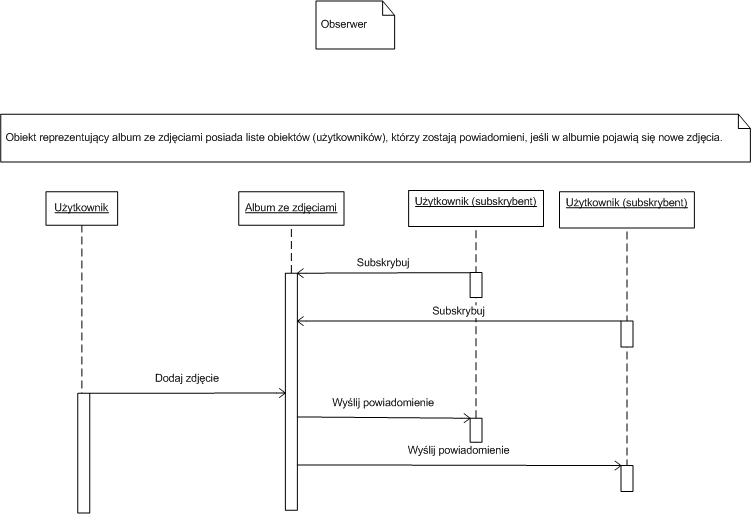 Obserwer
Obiekt reprezentujący album ze zdjęciami posiada liste obiektów (użytkowników), którzy zostają powiadomieni, jeśli w albumie pojawią się nowe zdjęcia.
Użytkownik
Album ze zdjęciami
Użytkownik (subskrybent)
Użytkownik (subskrybent)
Subskrybuj
Subskrybuj
Dodaj zdjęcie
Wyślij powiadomienie
Wyślij powiadomienie